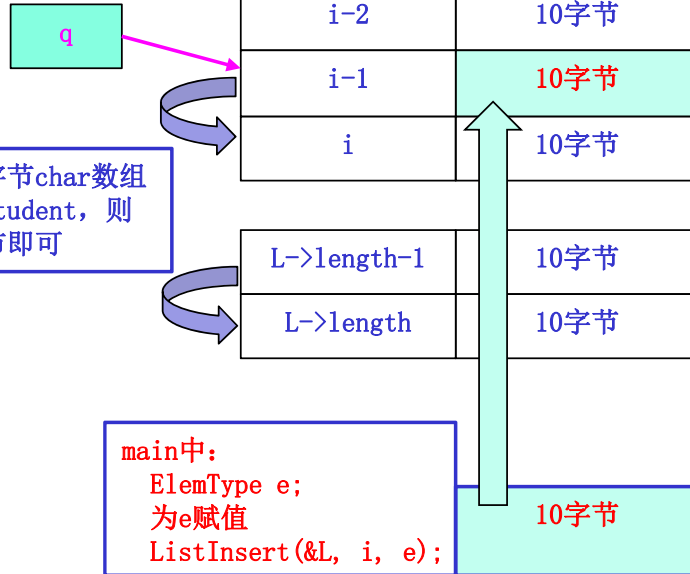 i-2 10字节
q
i-1 10字节
i 10字节
节char数组
tudent，则
即可
L->length-1 10字节
L->length 10字节
main中：
ElemType e;
为e赋值
ListInsert(&L, i, e);
10字节